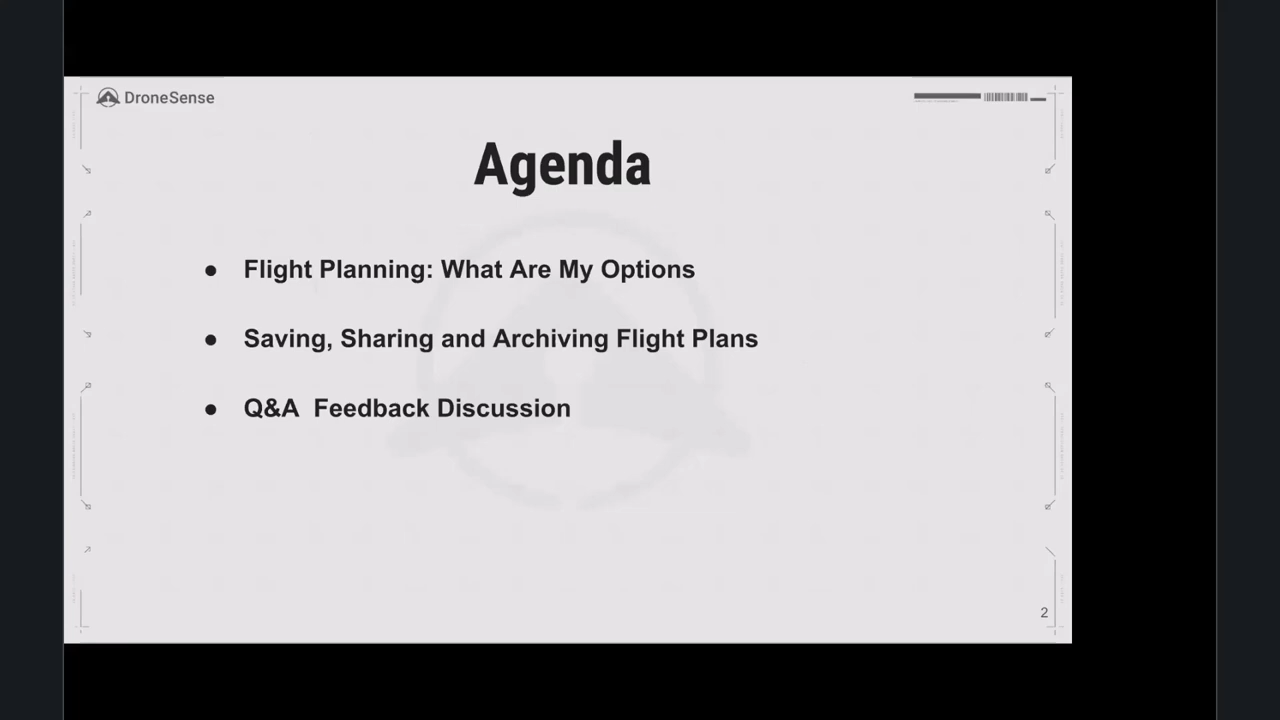 DroneSense
Agenda
● Flight Planning: What Are My Options
● Saving, Sharing and Archiving Flight Plans
● Q&A  Feedback Discussion
2